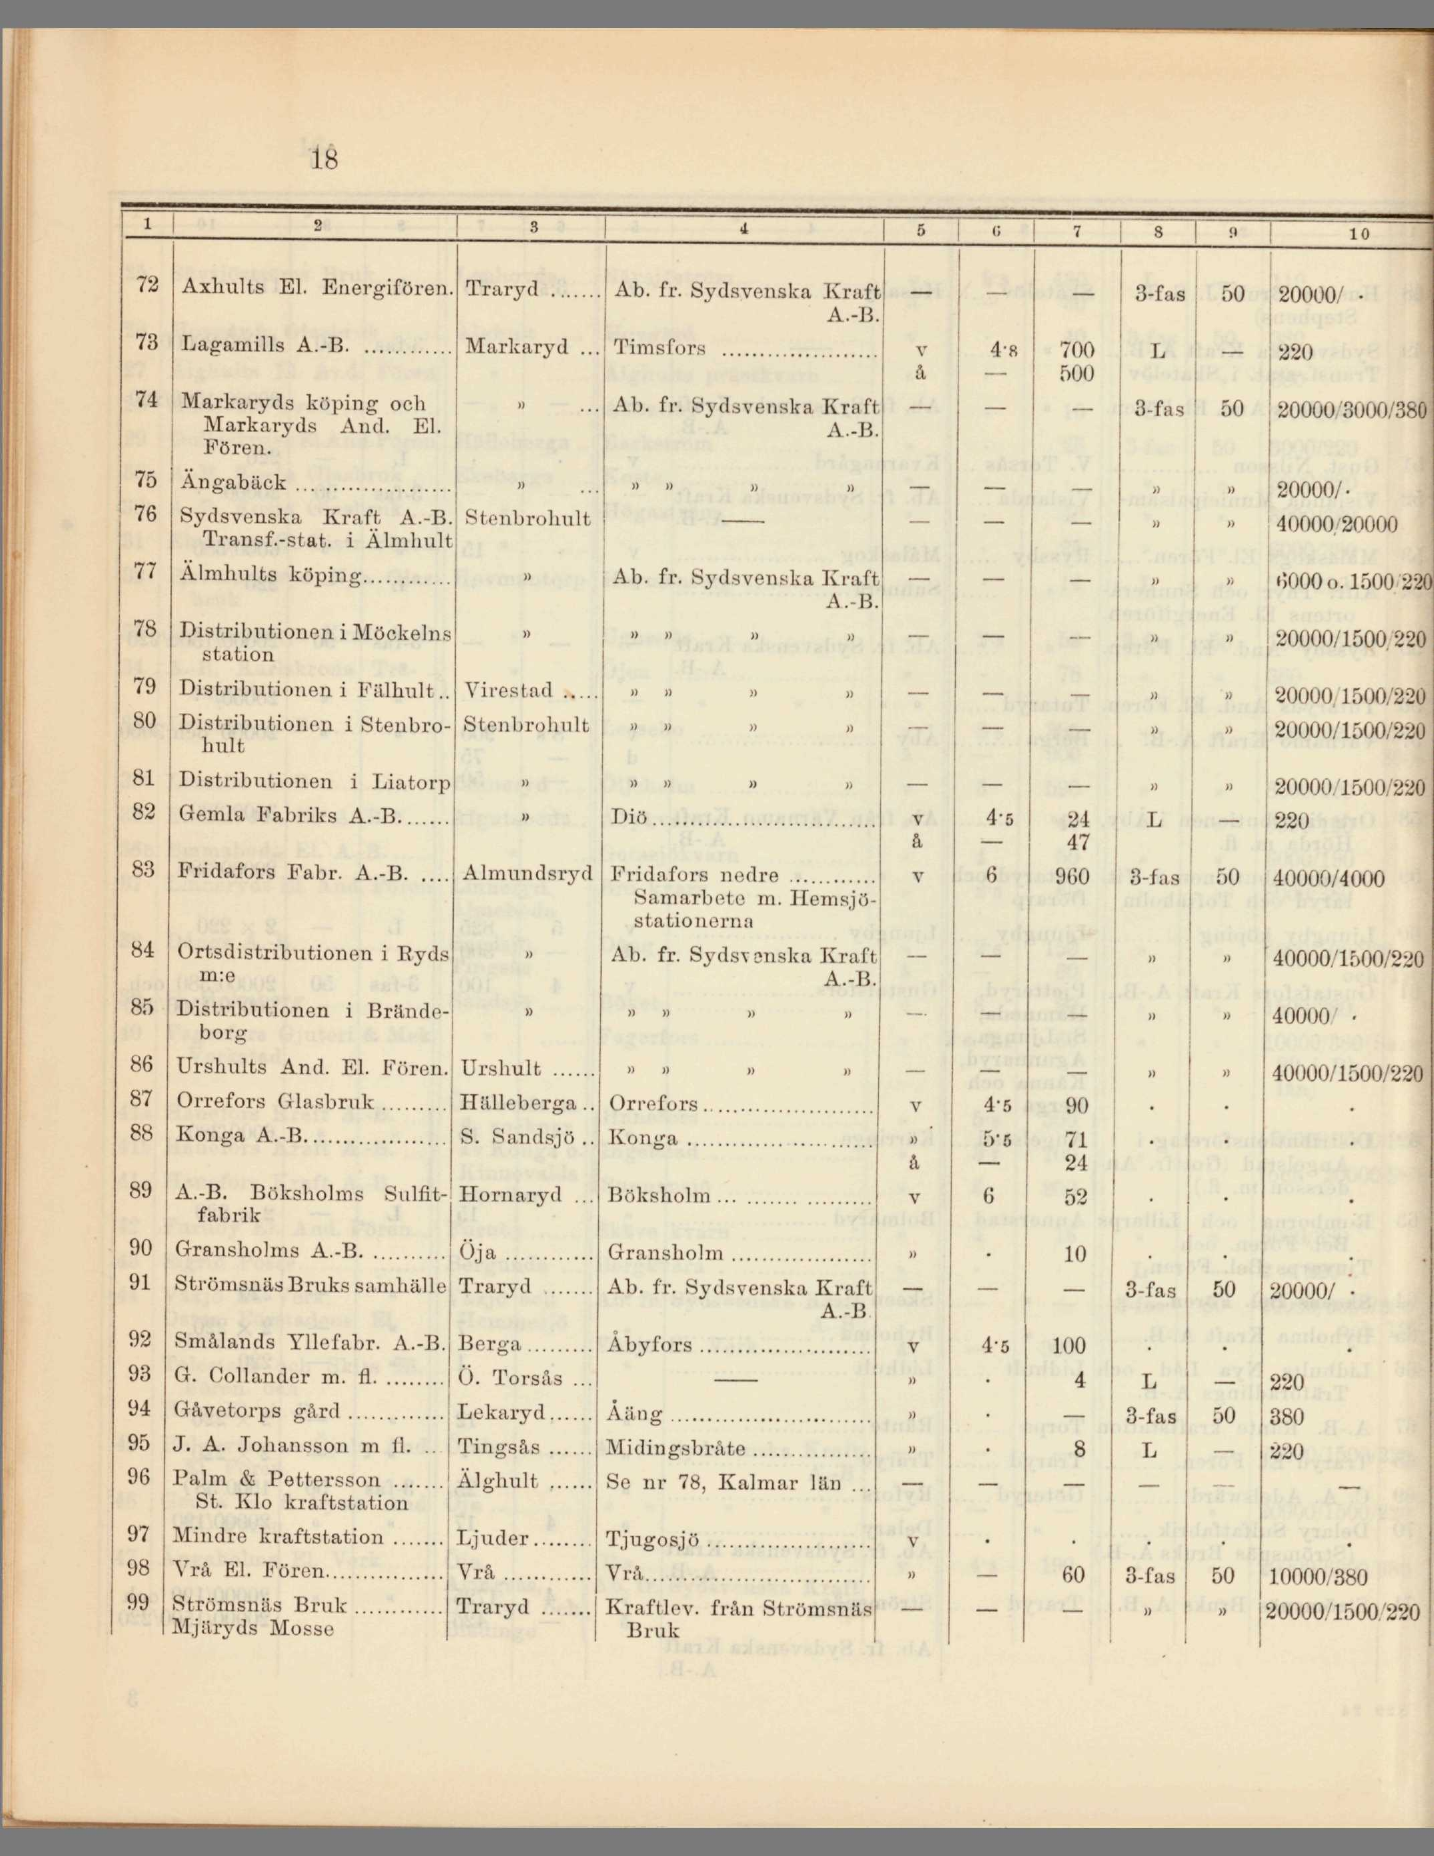 18
1 2 3 4 5 6 7 8 9 10
72 Axhults El. Energifören. Traryd ....... Ab. fr. Sydsvenska Kraft — — — 3-fas 50 20000/ ·
A.-B.
73 Lagamills A.-B. ............ Markaryd ... Timsfors ..................... v 4·8 700 L — 220
å — 500
74 Markaryds köping och » ... Ab. fr. Sydsvenska Kraft — — — 3-fas 50 20000/3000/380
Markaryds And. El. A.-B.
Fören.
75 Ängabäck ..................... » ... » » » » — — — » » 20000/·
76 Sydsvenska Kraft A.-B. Stenbrohult — — — — » » 40000/20000
Transf.-stat. i Älmhult
77 Älmhults köping............ » Ab. fr. Sydsvenska Kraft — — — » » 6000 o. 1500/220
A.-B.
78 Distributionen i Möckelns » » » » » — — — » » 20000/1500/220
station
79 Distributionen i Fälhult.. Virestad ..... » » » » — — — » » 20000/1500/220
80 Distributionen i Stenbro- Stenbrohult » » » » — — — » » 20000/1500/220
hult
81 Distributionen i Liatorp » » » » » — — — » » 20000/1500/220
82 Gemla Fabriks A.-B....... » Diö.............................. v 4·5 24 L — 220
å — 47
83 Fridafors Fabr. A.-B. .... Almundsryd Fridafors nedre ............ v 6 960 3-fas 50 40000/4000
Samarbete m. Hemsjö-
stationerna
84 Ortsdistributionen i Ryds » Ab. fr. Sydsvenska Kraft — — — » » 40000/1500/220
m:e A.-B.
85 Distributionen i Brände- » » » » » — — — » » 40000/ ·
borg
86 Urshults And. El. Fören. Urshult ...... » » » » — — — » » 40000/1500/220
87 Orrefors Glasbruk ......... Hälleberga .. Orrefors....................... v 4·5 90 · · ·
88 Konga A.-B................... S. Sandsjö .. Konga ......................... » 5·5 71 · · ·
å — 24
89 A.-B. Böksholms Sulfit- Hornaryd ... Böksholm ... .................. v 6 52 · · ·
fabrik
90 Gransholms A.-B. .......... Öja ............ Gransholm ................... » · 10 · · ·
91 Strömsnäs Bruks samhälle Traryd ....... Ab. fr. Sydsvenska Kraft — — — 3-fas 50 20000/ ·
A.-B.
92 Smålands Yllefabr. A.-B. Berga ......... Åbyfors ....................... v 4·5 100 · · ·
93 G. Collander m. fl. ........ Ö. Torsås ... — » · 4 L — 220
94 Gåvetorps gård ............. Lekaryd...... Ååäng ........................... » · — 3-fas 50 380
95 J. A. Johansson m fl. .. Tingsås ...... Midingsbråte ................ » · 8 L — 220
96 Palm & Pettersson ....... Älghult ...... Se nr 78, Kalmar län ... — — — — — —
St. Klo kraftstation
97 Mindre kraftstation ....... Ljuder........ Tjugosjö ...................... v · · · · ·
98 Vrå El. Fören................ Vrå ............ Vrå.............................. » — 60 3-fas 50 10000/380
99 Strömsnäs Bruk ............ Traryd ....... Kraftlev. från Strömsnäs — — — » » 20000/1500/220
Mjäryds Mosse Bruk